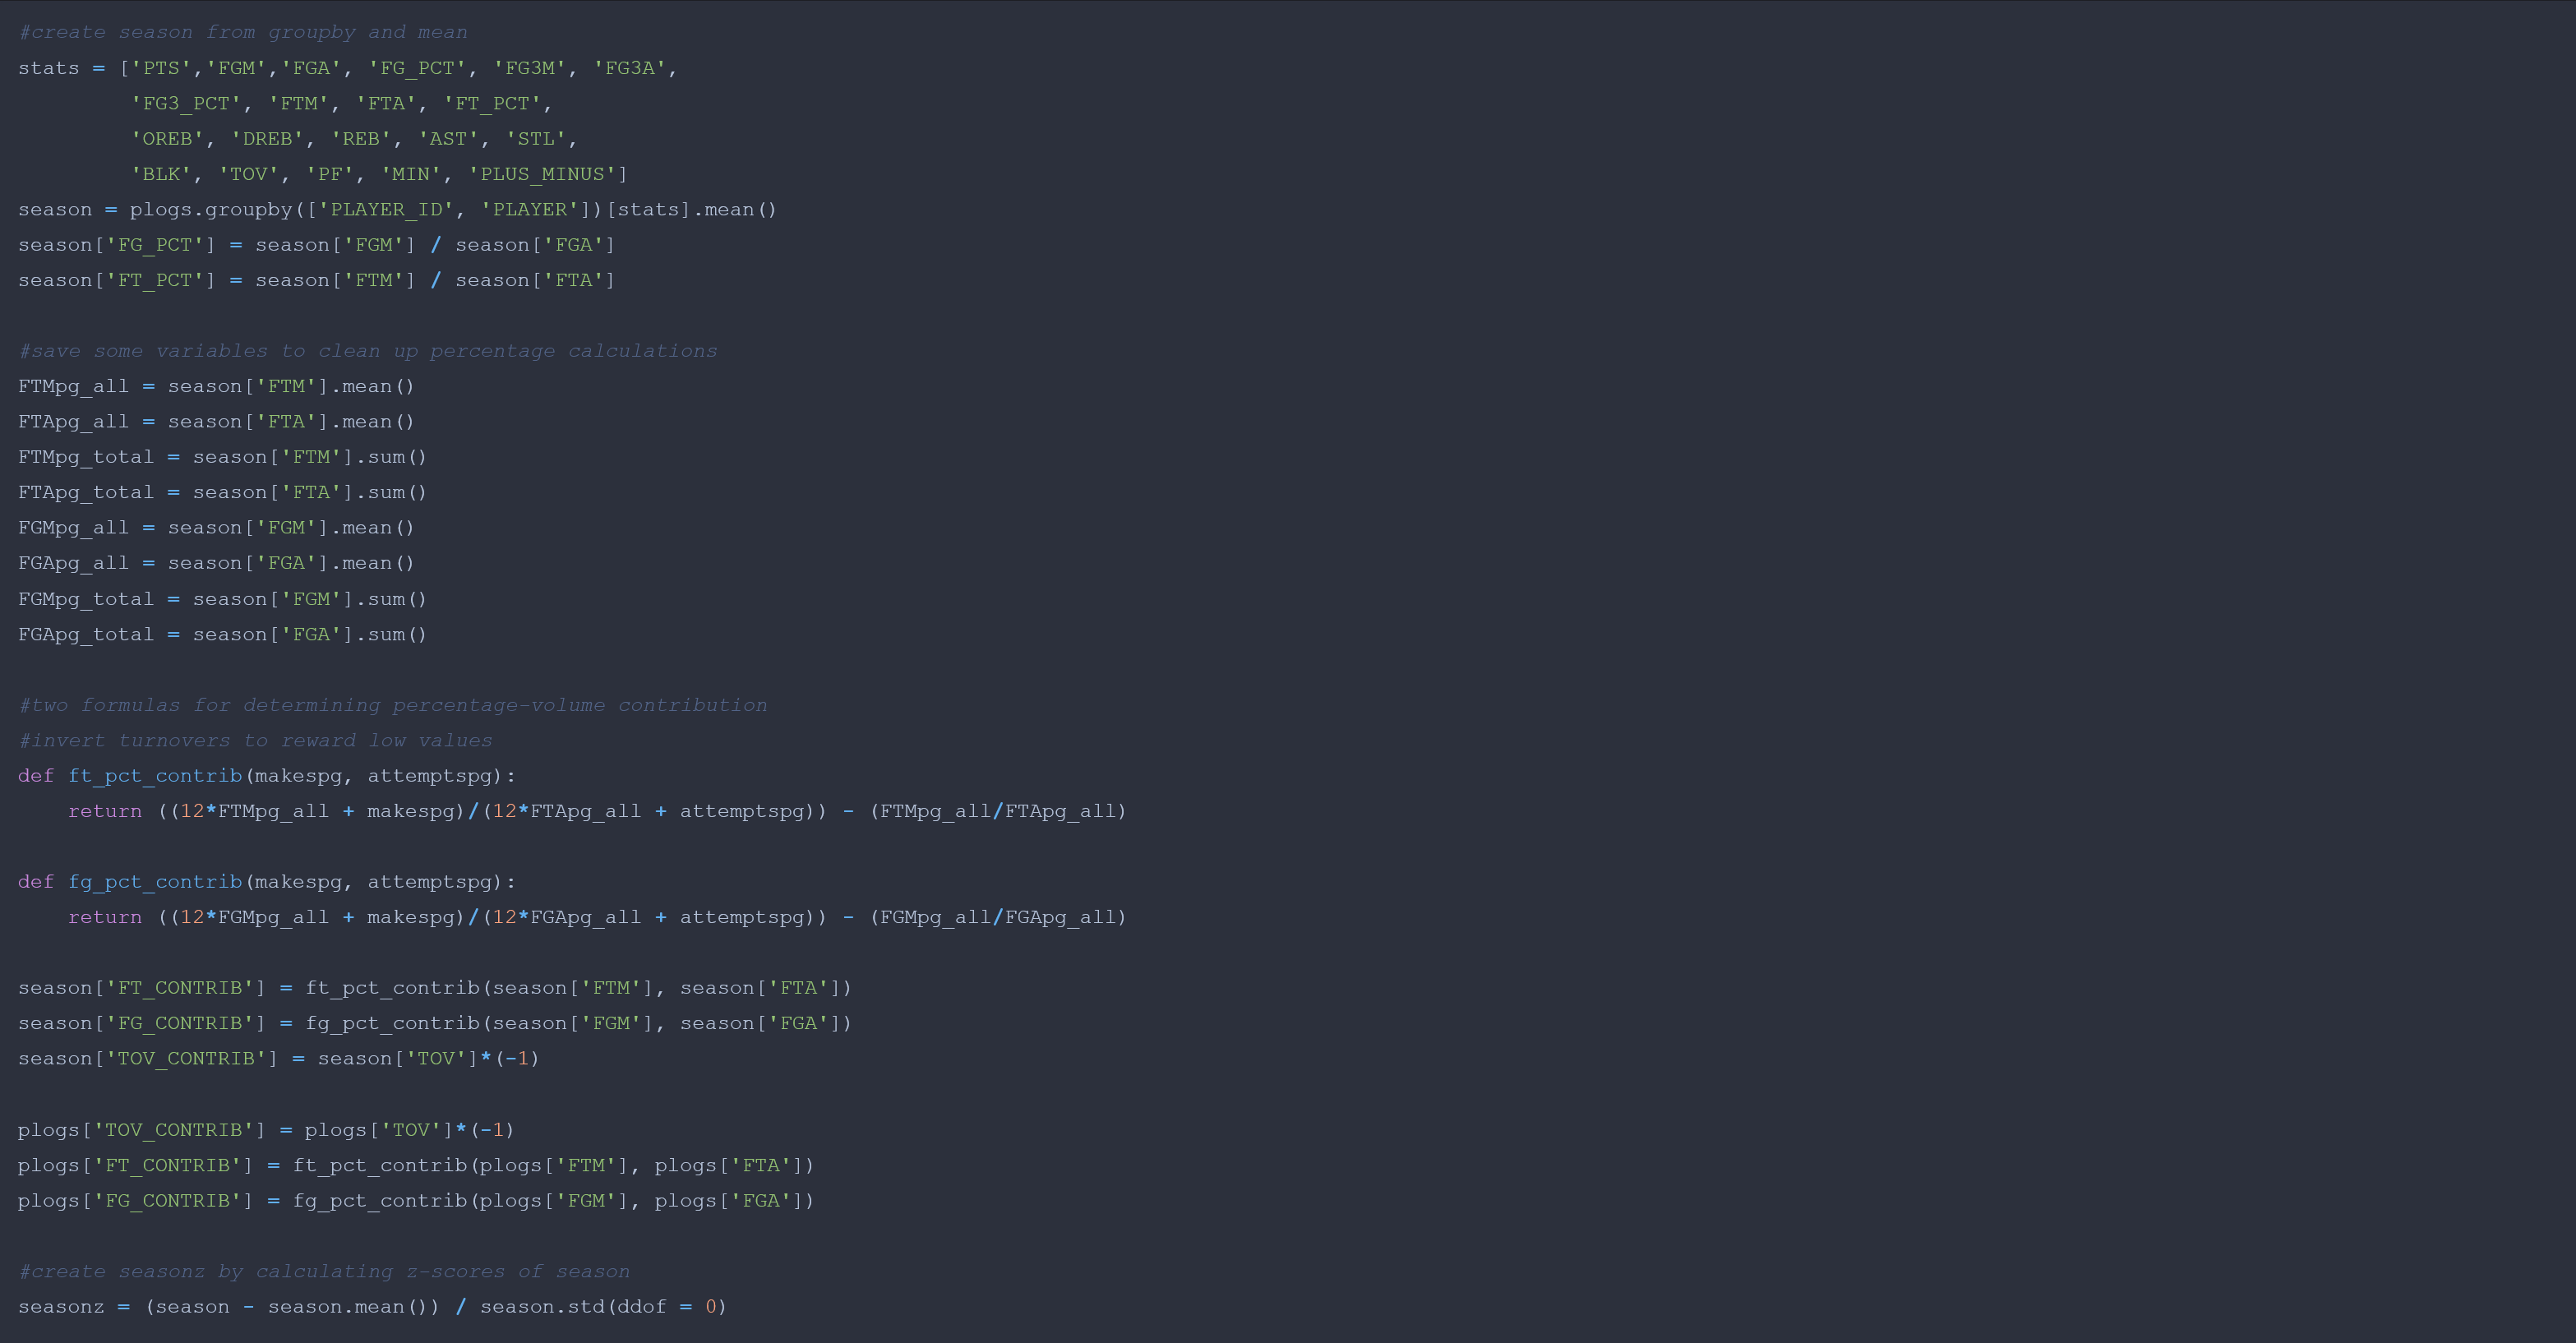 #create season from groupby and mean
stats = ['PTS','FGM','FGA', 'FG_PCT', 'FG3M', 'FG3A',
         'FG3_PCT', 'FTM', 'FTA', 'FT_PCT',
         'OREB', 'DREB', 'REB', 'AST', 'STL',
         'BLK', 'TOV', 'PF', 'MIN', 'PLUS_MINUS']
season = plogs.groupby(['PLAYER_ID', 'PLAYER'])[stats].mean()
season['FG_PCT'] = season['FGM'] / season['FGA']
season['FT_PCT'] = season['FTM'] / season['FTA']

#save some variables to clean up percentage calculations
FTMpg_all = season['FTM'].mean()
FTApg_all = season['FTA'].mean()
FTMpg_total = season['FTM'].sum()
FTApg_total = season['FTA'].sum()
FGMpg_all = season['FGM'].mean()
FGApg_all = season['FGA'].mean()
FGMpg_total = season['FGM'].sum()
FGApg_total = season['FGA'].sum()

#two formulas for determining percentage-volume contribution
#invert turnovers to reward low values
def ft_pct_contrib(makespg, attemptspg):
    return ((12*FTMpg_all + makespg)/(12*FTApg_all + attemptspg)) - (FTMpg_all/FTApg_all)

def fg_pct_contrib(makespg, attemptspg):
    return ((12*FGMpg_all + makespg)/(12*FGApg_all + attemptspg)) - (FGMpg_all/FGApg_all)

season['FT_CONTRIB'] = ft_pct_contrib(season['FTM'], season['FTA'])
season['FG_CONTRIB'] = fg_pct_contrib(season['FGM'], season['FGA'])
season['TOV_CONTRIB'] = season['TOV']*(-1)

plogs['TOV_CONTRIB'] = plogs['TOV']*(-1)
plogs['FT_CONTRIB'] = ft_pct_contrib(plogs['FTM'], plogs['FTA'])
plogs['FG_CONTRIB'] = fg_pct_contrib(plogs['FGM'], plogs['FGA'])

#create seasonz by calculating z-scores of season
seasonz = (season - season.mean()) / season.std(ddof = 0)